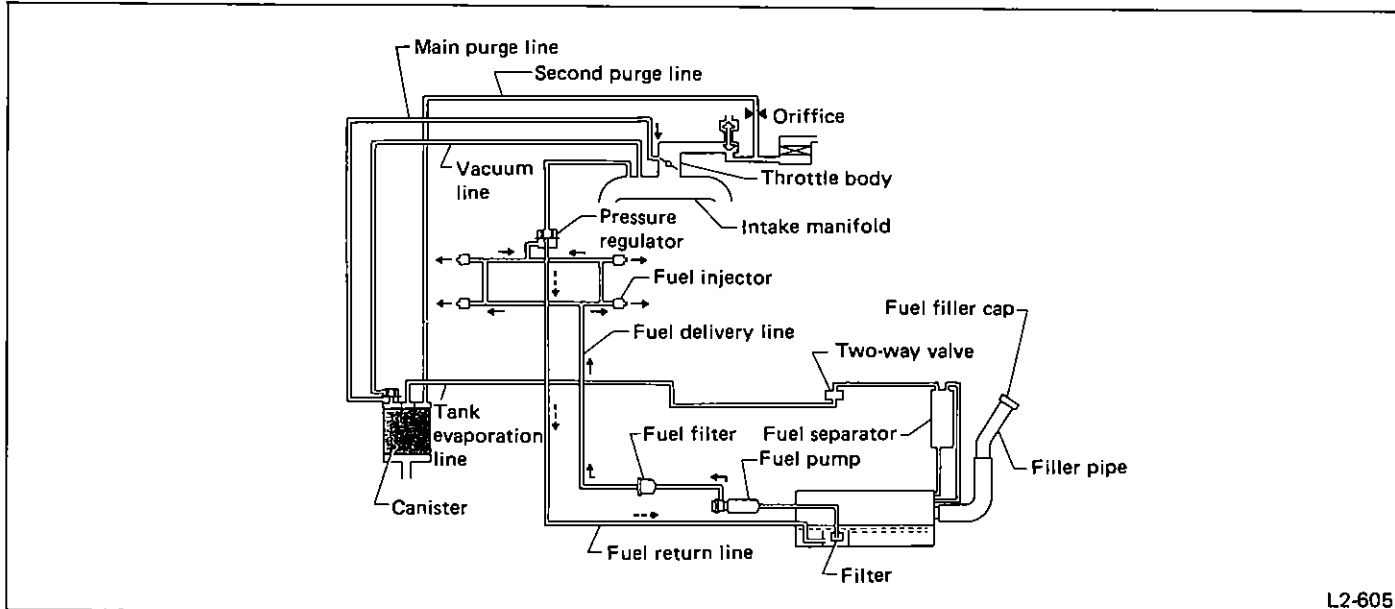 Main purge line
Second purge line
Oriffice
Vacuum
line
Throttle body
Pressure
regulator
Intake manifold
Fuel injector
Fuel filler cap
Fuel delivery line
Two-way valve
Tank
evaporation
line
Fuel filter
Fuel separator
Fuel pump
Filler pipe
Canister
Fuel return line
Filter
L2-605